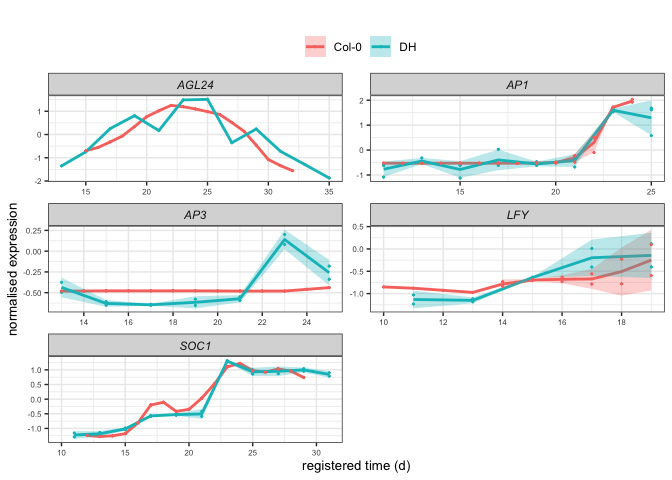 Col-0 DH
AGL24 AP1
1
0
-1
-2
15 20 25 30 35
2
1
0
-1
15 20 25
AP3 LFY
0.25
0.00
-0.25
-0.50
14 16 18 20 22 24
0.5
0.0
-0.5
-1.0
10 12 14 16 18
SOC1
1.0
0.5
0.0
-0.5
-1.0
10 15 20 25 30
normalised expression
registered time (d)